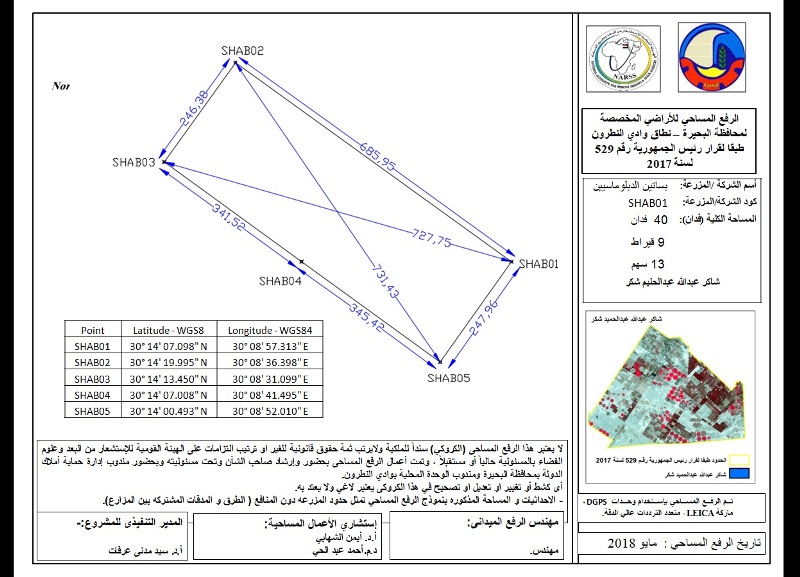 SHAB02
Nor
246,38
685,95
SHAB03
341,52
727,75
SHAB01
731,43
SHAB04
345,42
247,96
SHAB05
Point Latitude - WGS8 Longitude - WGS84
SHAB01 30° 14' 07.098" N 30° 08' 57.313" E
SHAB02 30° 14' 19.995" N 30° 08' 36.398" E
SHAB03 30° 14' 13.450" N 30° 08' 31.099" E
SHAB04 30° 14' 07.008" N 30° 08' 41.495" E
SHAB05 30° 14' 00.493" N 30° 08' 52.010" E
NARSS
البحيرة
الرفع المساحي للأراضي المخصصة
لمحافظة البحيرة – نطاق وادي النطرون
طبقا لقرار رئيس الجمهورية رقم 529
لسنة 2017
أسم الشركة /المزرعة: بساتين الدبلوماسيين
كود الشركة/المزرعة: SHAB01
المساحة الكلية (فدان): 40 فدان
9 قيراط
13 سهم
شاكر عبدالله عبدالحليم شكر
شاكر عبدالله عبدالحميد شكر
الحدود طبقا لقرار رئيس الجمهورية رقم 529 لسنة 2017
شاكر عبدالله عبدالحميد شكر
تـم الرفـع المسـاحي بإستخدام وحدات DGPS -
ماركة LEICA - متعدد الترددات عالي الدقة.
تاريخ الرفع المساحي : مايو 2018
لا يعتبر هذا الرفع المساحي (الكروكي) سنداً للملكية ولايرتب ثمة حقوق قانونية للغير او ترتيب التزامات على الهيئة القومية للإستشعار من البعد وعلوم
الفضاء بالمسئولية حالياً او مستقبلاً ، وتمت أعمال الرفع المساحي بحضور وإرشاد صاحب الشأن وتحت مسئوليته وبحضور مندوب إدارة حماية أملاك
الدولة بمحافظة البحيرة ومندوب الوحدة المحلية بوادي النطرون.
أى كشط أو تغيير او تعديل او تصحيح في هذا الكروكى يعتبر لاغي ولا يعتد به.
- الاحداثيات و المساحة المذكوره بنموذج الرفع المساحي تمثل حدود المزرعه دون المنافع ( الطرق و المدقات المشتركه بين المزارع).
مهندس الرفع الميدانى:
مهندس.
إستشاري الأعمال المساحية:
أ.د. أيمن الشهابي
د.م.أحمد عبد الحي
المدير التنفيذى للمشروع:-
أ.د. سيد مدنى عرفات